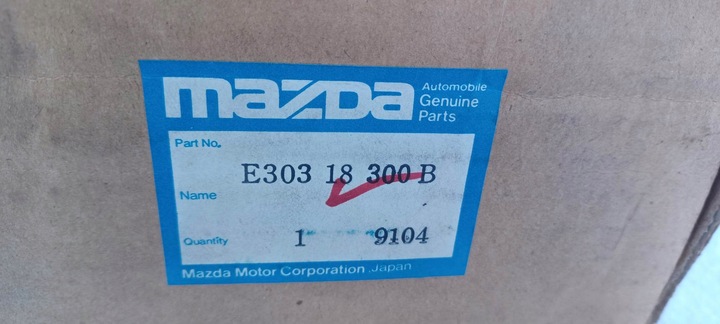 mazda
Automobile
Genuine
Parts
Part No.
E303 18 300 B
Name
Quantity 1 9104
Mazda Motor Corporation Japan